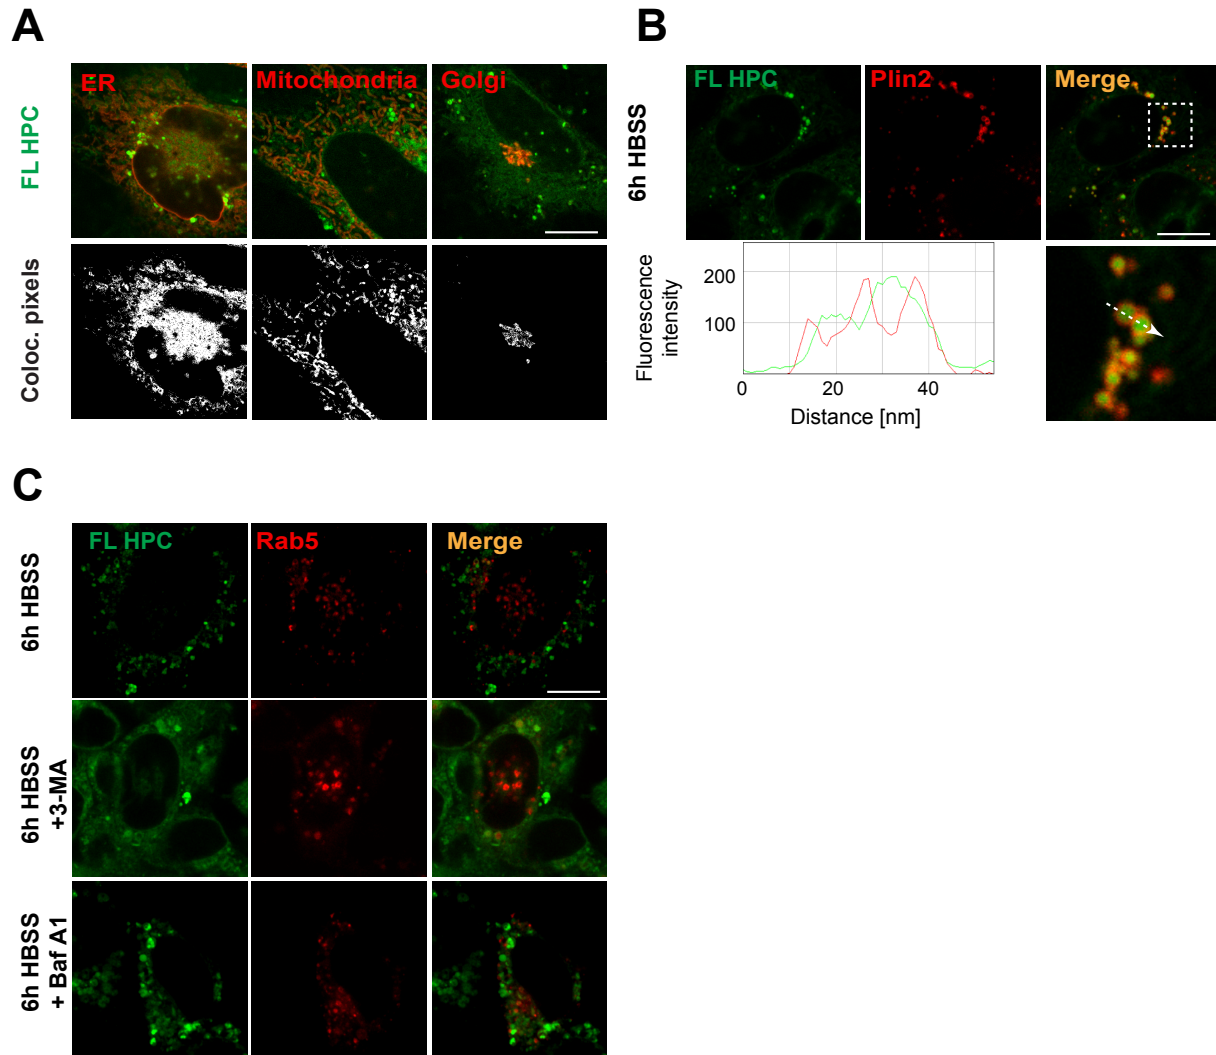 A
FL HPC
ER
Mitochondria
Golgi
Coloc. pixels
B
6h HBSS
FL HPC
Plin2
Merge
Fluorescence
intensity
200
100
0
20
40
Distance [nm]
C
6h HBSS
FL HPC
Rab5
Merge
6h HBSS
+3-MA
6h HBSS
+ Baf A1